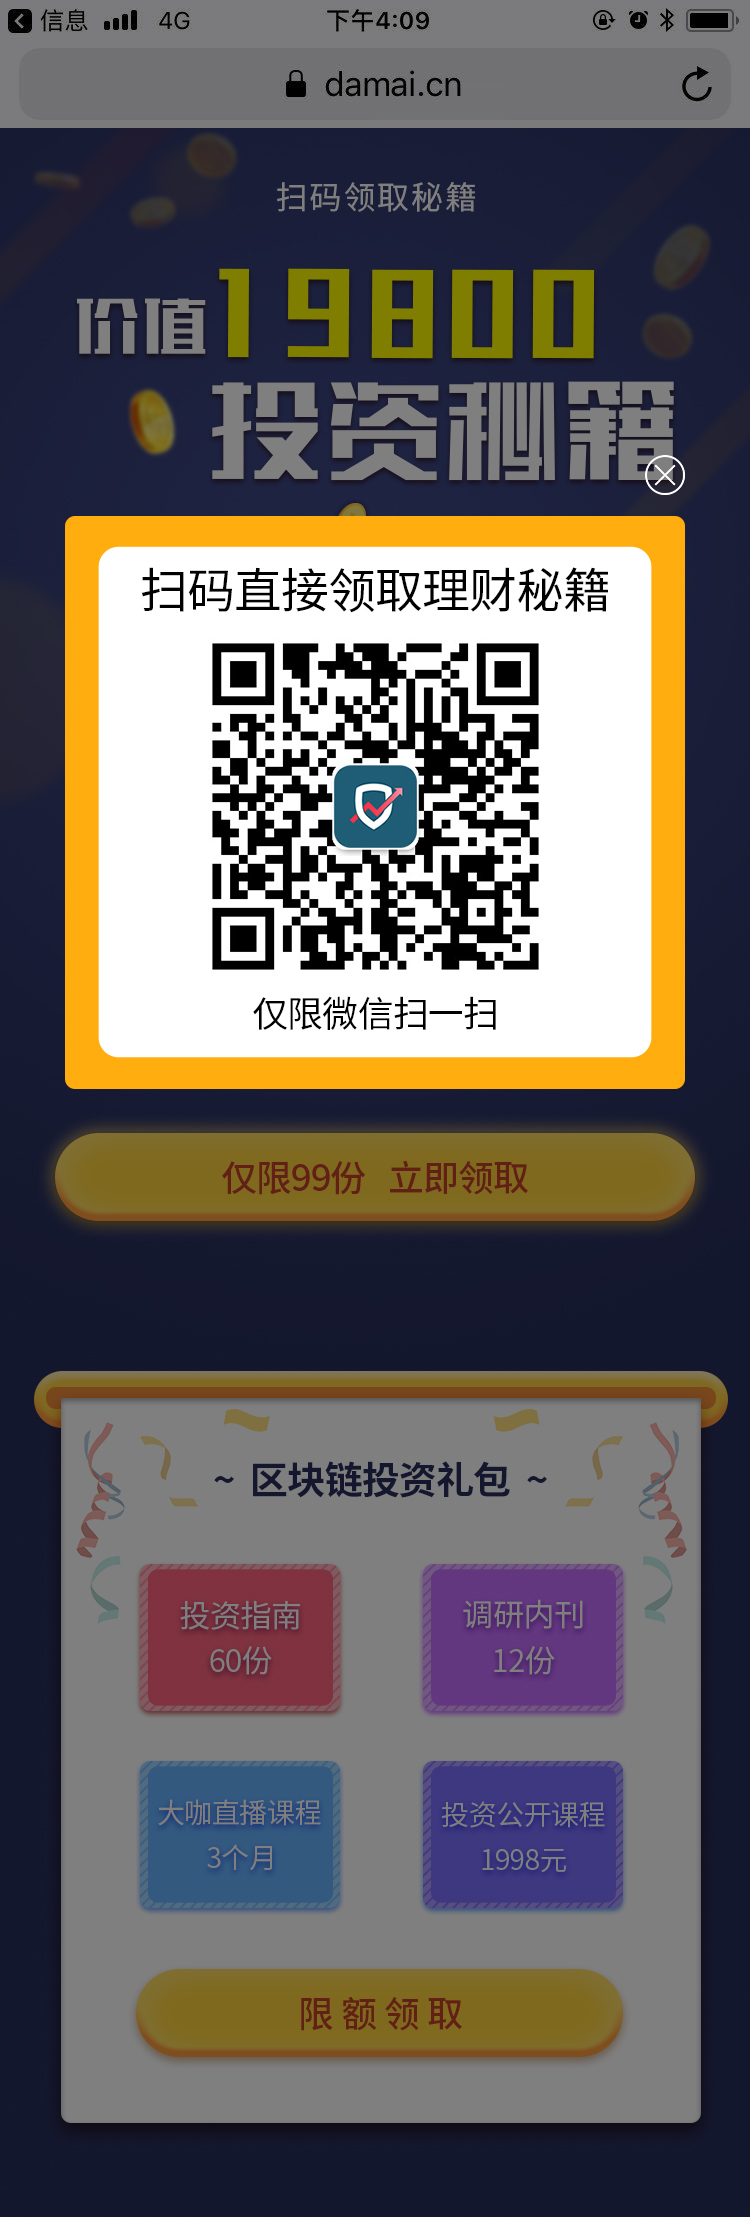 信息 4G 下午4:09
damai.cn
扫码领取秘籍
价值19800
投资秘籍
扫码直接领取理财秘籍
仅限微信扫一扫
仅限99份 立即领取
~ 区块链投资礼包 ~
投资指南
60份
调研内刊
12份
大咖直播课程
3个月
投资公开课程
1998元
限额领取